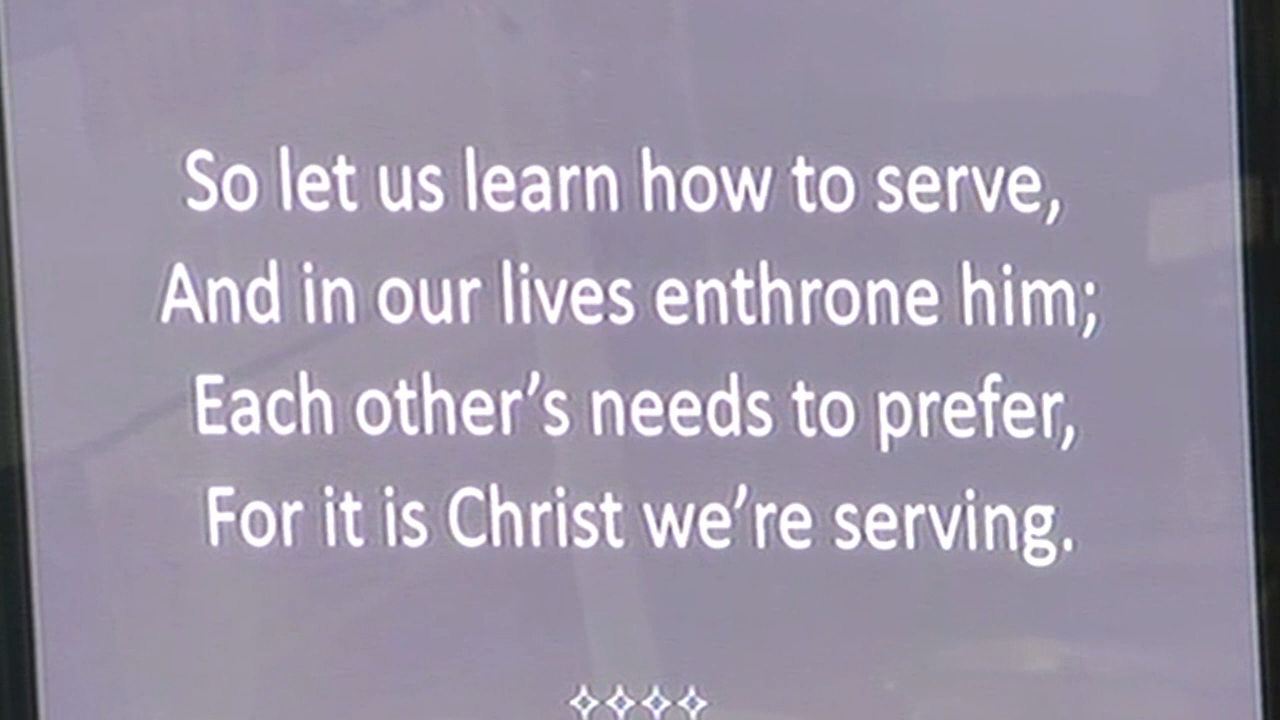 So let us learn how to serve,
And in our lives enthrone him;
Each other’s needs to prefer,
For it is Christ we’re serving.